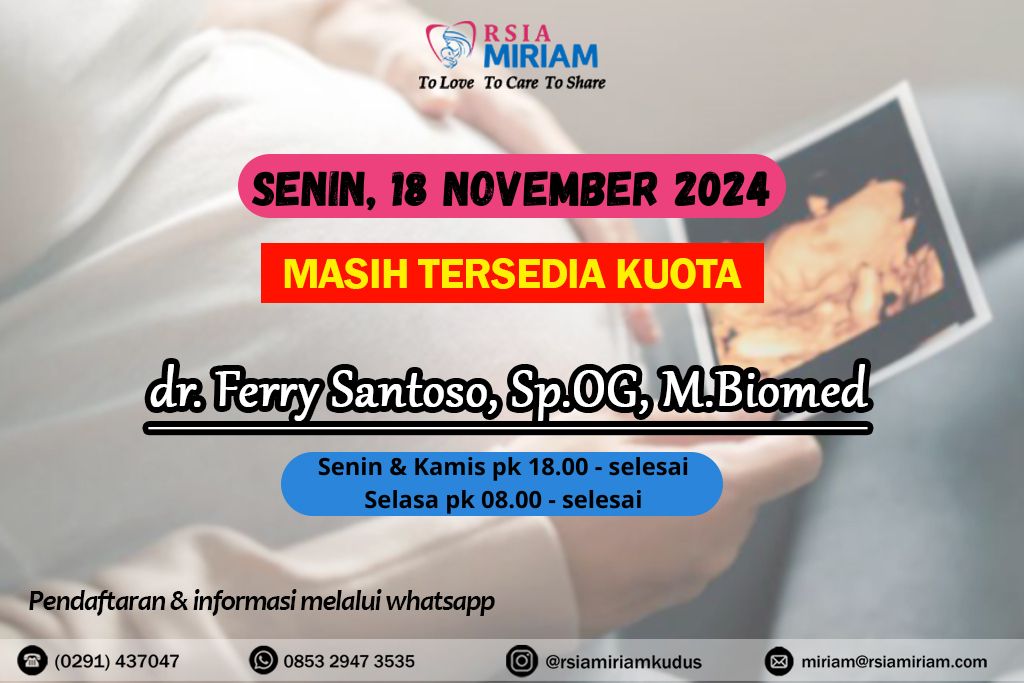 RSIA
MIRIAM
To Love To Care To Share
SENIN, 18 NOVEMBER 2024
MASIH TERSEDIA KUOTA
dr. Ferry Santoso, Sp.OG, M.Biomed
Senin & Kamis pk 18.00 - selesai
Selasa pk 08.00 - selesai
Pendaftaran & informasi melalui whatsapp
(0291) 437047
0853 2947 3535
@rsiamiriamkudus
miriam@rsiamiriam.com